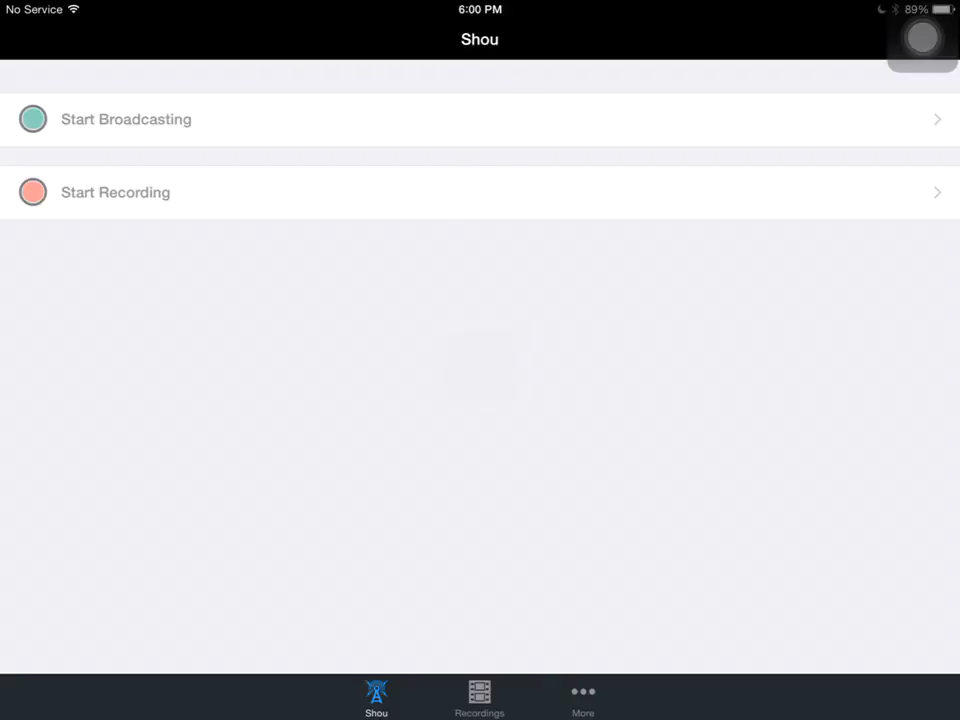 No Service 6:00 PM 89%
Shou
Start Broadcasting
Start Recording
Shou Recordings More